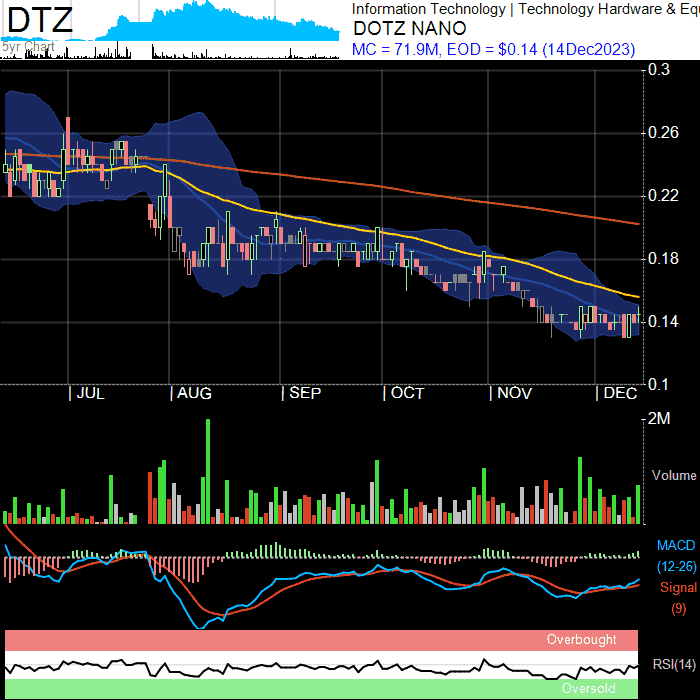 DTZ
5yr Chart
Information Technology | Technology Hardware & Equ
DOTZ NANO
MC = 71.9M, EOD = $0.14 (14Dec2023)
0.3
0.26
0.22
0.18
0.14
0.1
JUL AUG SEP OCT NOV DEC
2M
Volume
MACD
(12-26)
Signal
(9)
Overbought
RSI(14)
Oversold